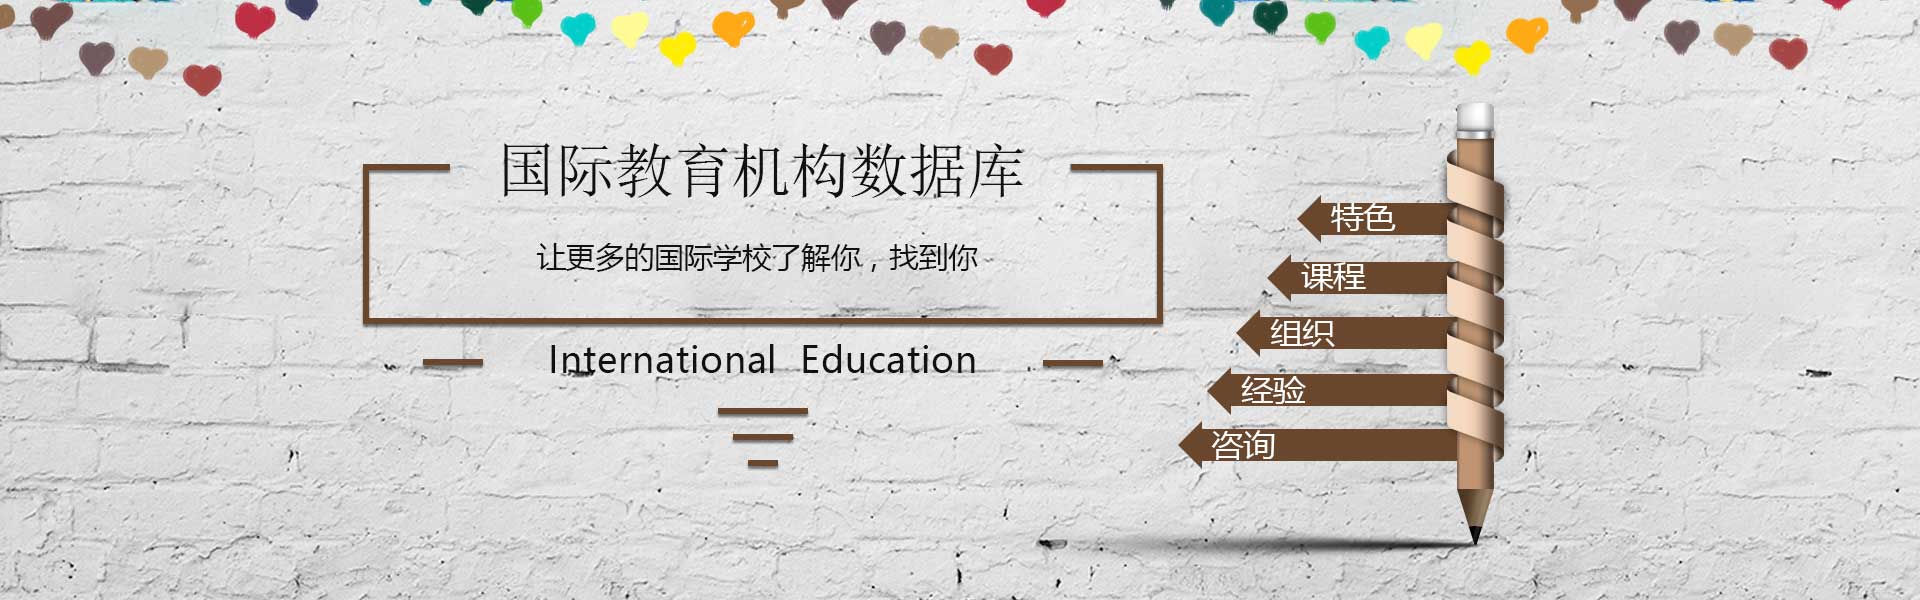 国际教育机构数据库
让更多的国际学校了解你，找到你
International Education
特色
课程
组织
经验
咨询